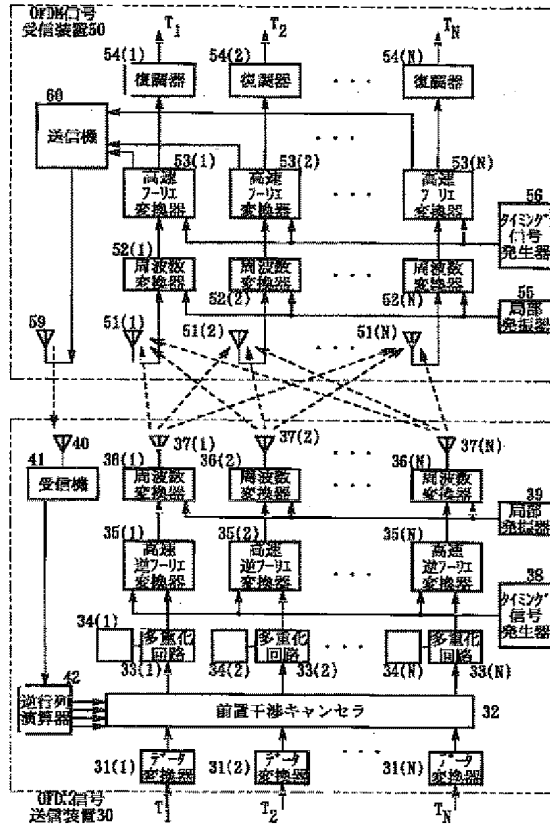 OFDM信号
受信装置50
T1
T2
TN
54(1)
54(2)
54(N)
復調器
復調器
復調器
60
送信機
53(1)
53(2)
53(N)
高速
フーリエ
変換器
高速
フーリエ
変換器
高速
フーリエ
変換器
56
タイミング
信号
発生器
52(1)
52(2)
52(N)
周波数
変換器
周波数
変換器
周波数
変換器
55
局部
発振器
59
51(1)
51(2)
51(N)
40
41
受信機
37(1)
37(2)
37(N)
36(1)
36(2)
36(N)
周波数
変換器
周波数
変換器
周波数
変換器
39
局部
発振器
35(1)
35(2)
35(N)
高速
逆フーリエ
変換器
高速
逆フーリエ
変換器
高速
逆フーリエ
変換器
38
タイミング
信号
発生器
34(1)
34(2)
34(N)
多重化
回路
多重化
回路
多重化
回路
33(1)
33(2)
33(N)
42
逆行列
演算器
前置干渉キャンセラ
32
31(1)
31(2)
31(N)
データ
変換器
データ
変換器
データ
変換器
OFDM信号
送信装置30
T1
T2
TN